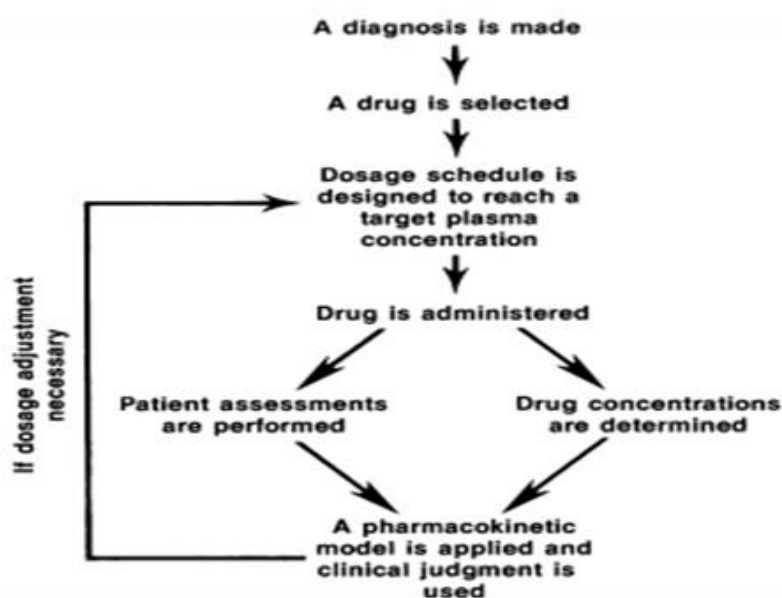 A diagnosis is made
A drug is selected
Dosage schedule is
designed to reach a
target plasma
concentration
Drug is administered
If dosage adjustment
necessary
Patient assessments
are performed
Drug concentrations
are determined
A pharmacokinetic
model is applied and
clinical judgment is
used